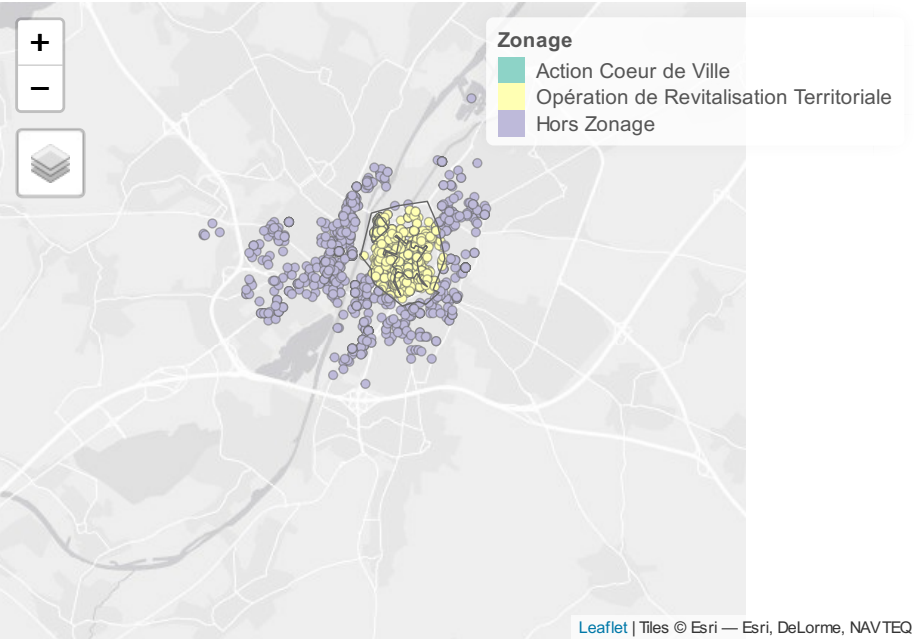 +
−
Zonage
Action Coeur de Ville
Opération de Revitalisation Territoriale
Hors Zonage
Leaflet | Tiles © Esri — Esri, DeLorme, NAVTEQ